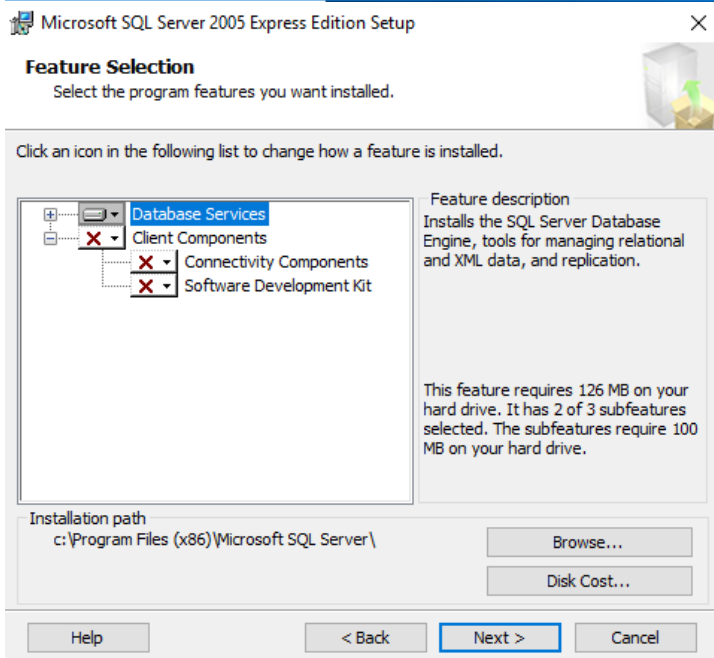 Microsoft SQL Server 2005 Express Edition Setup
Feature Selection
Select the program features you want installed.
Click an icon in the following list to change how a feature is installed.
Database Services
Client Components
Connectivity Components
Software Development Kit
Feature description
Installs the SQL Server Database
Engine, tools for managing relational
and XML data, and replication.
This feature requires 126 MB on your
hard drive. It has 2 of 3 subfeatures
selected. The subfeatures require 100
MB on your hard drive.
Installation path
c:\Program Files (x86)\Microsoft SQL Server\
Browse...
Disk Cost...
Help
< Back
Next >
Cancel